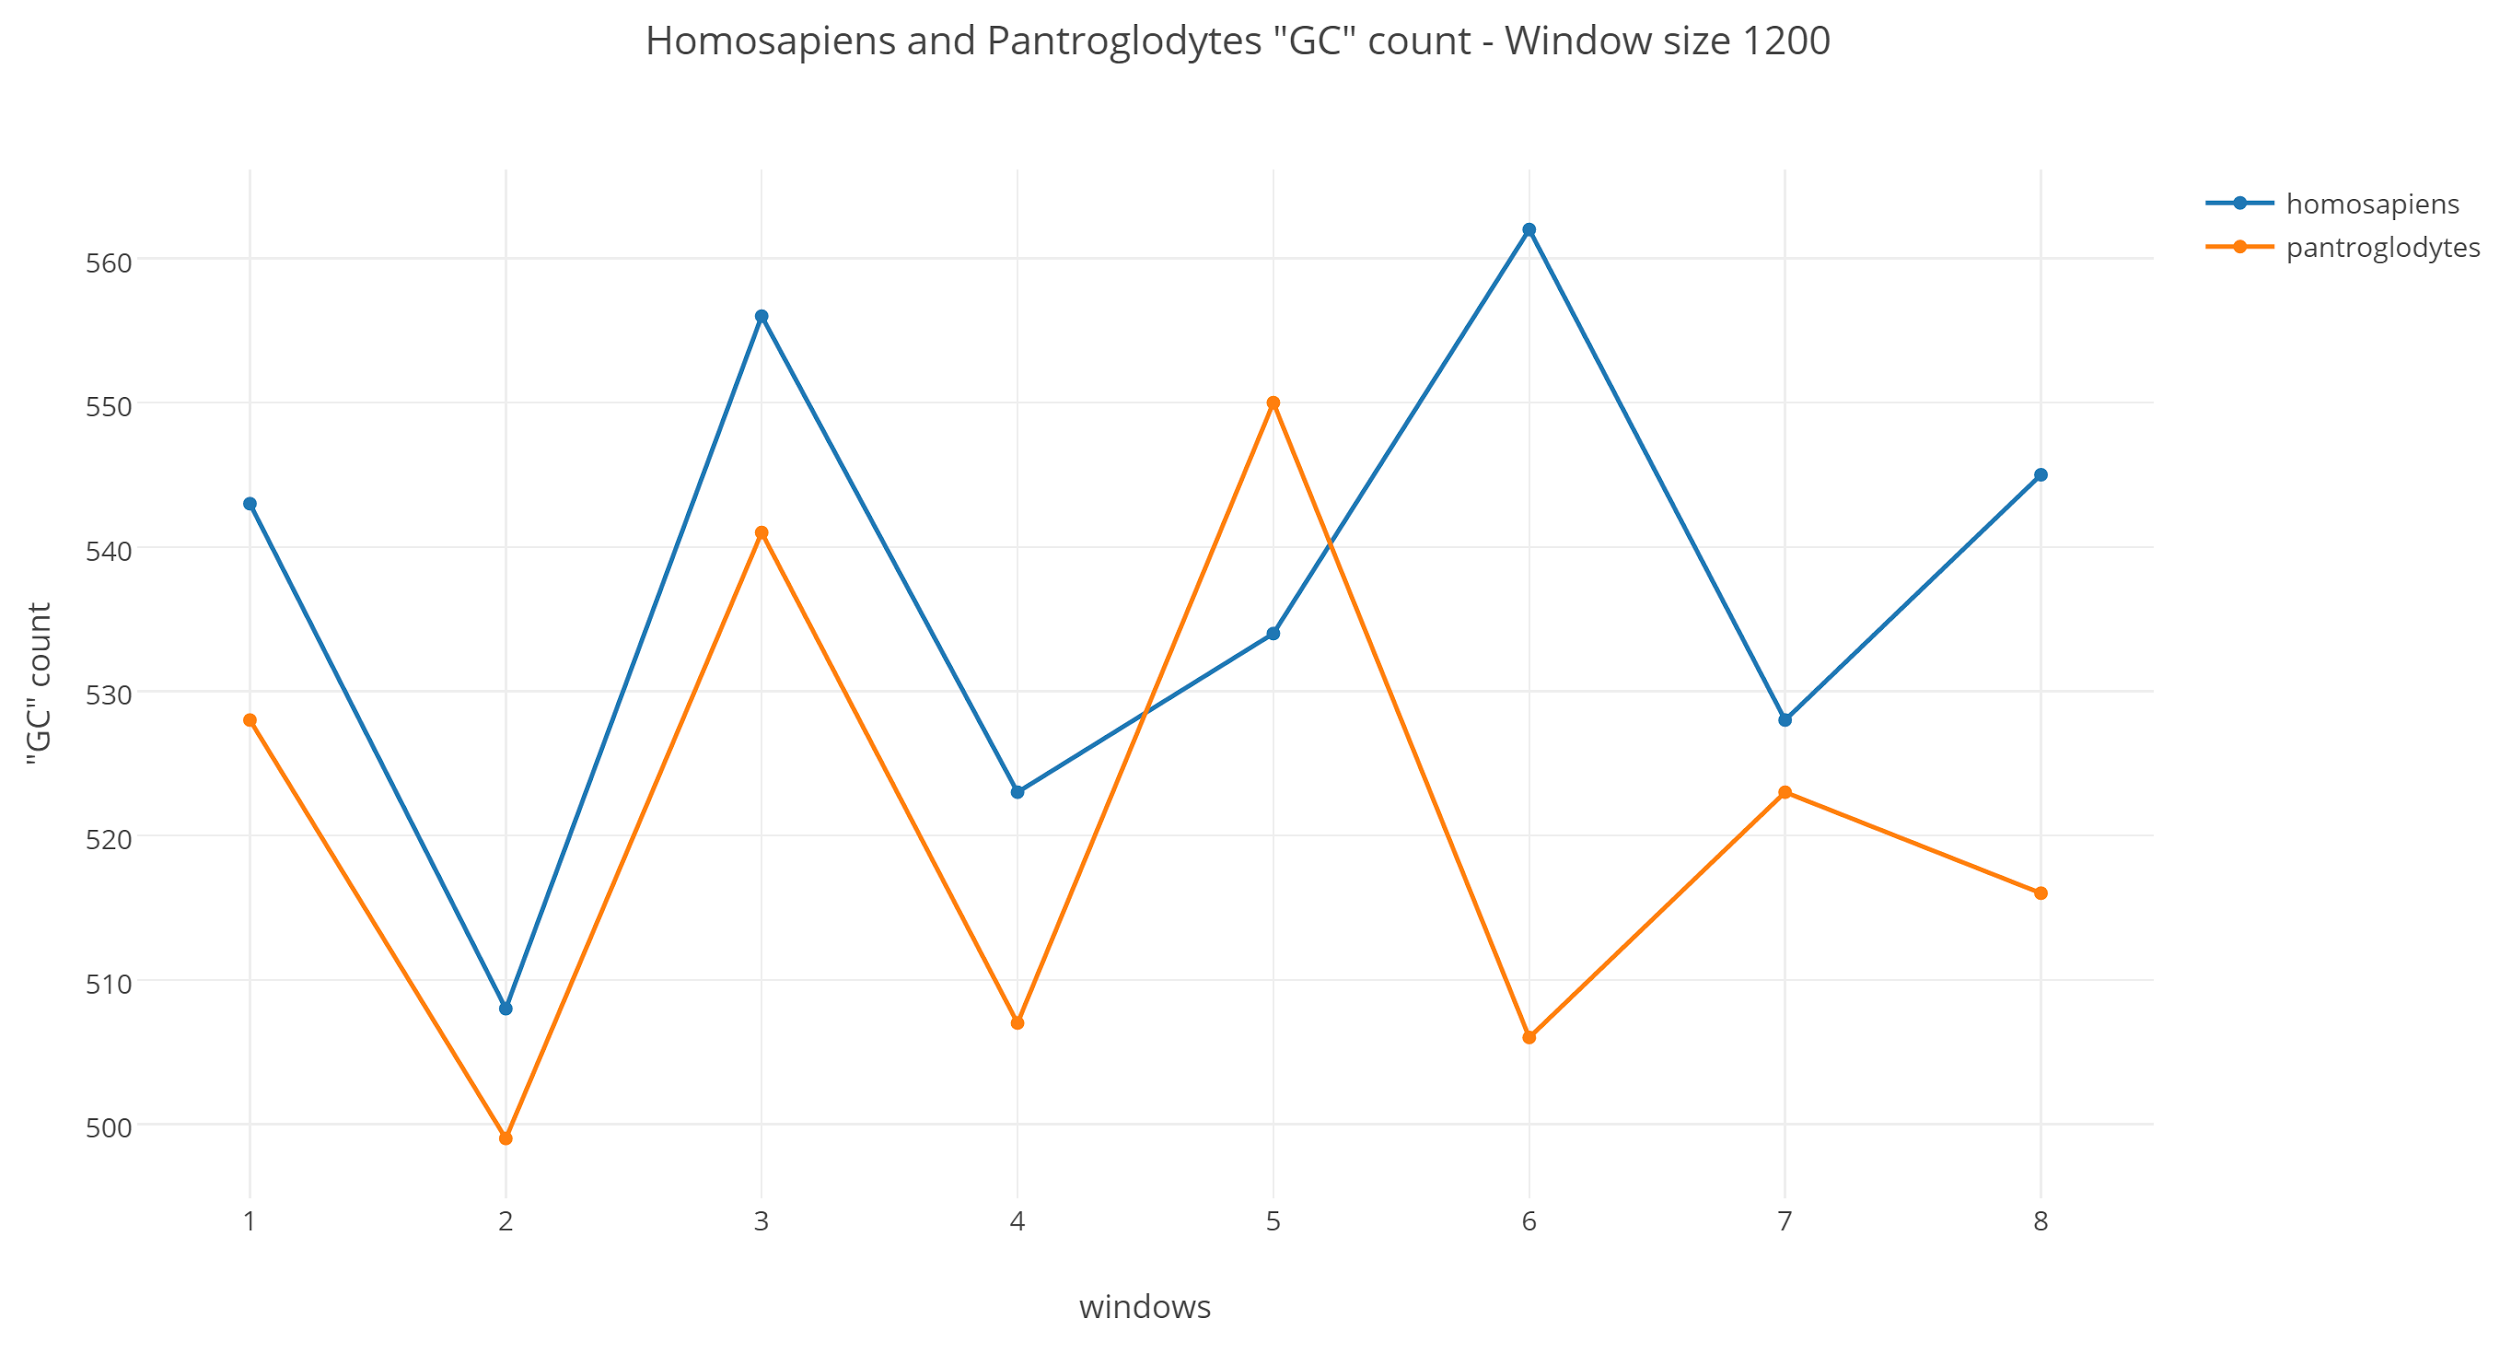 Homosapiens and Pantroglodytes "GC" count - Window size 1200
homosapiens
pantroglodytes
"GC" count
560
550
540
530
520
510
500
1 2 3 4 5 6 7 8
windows